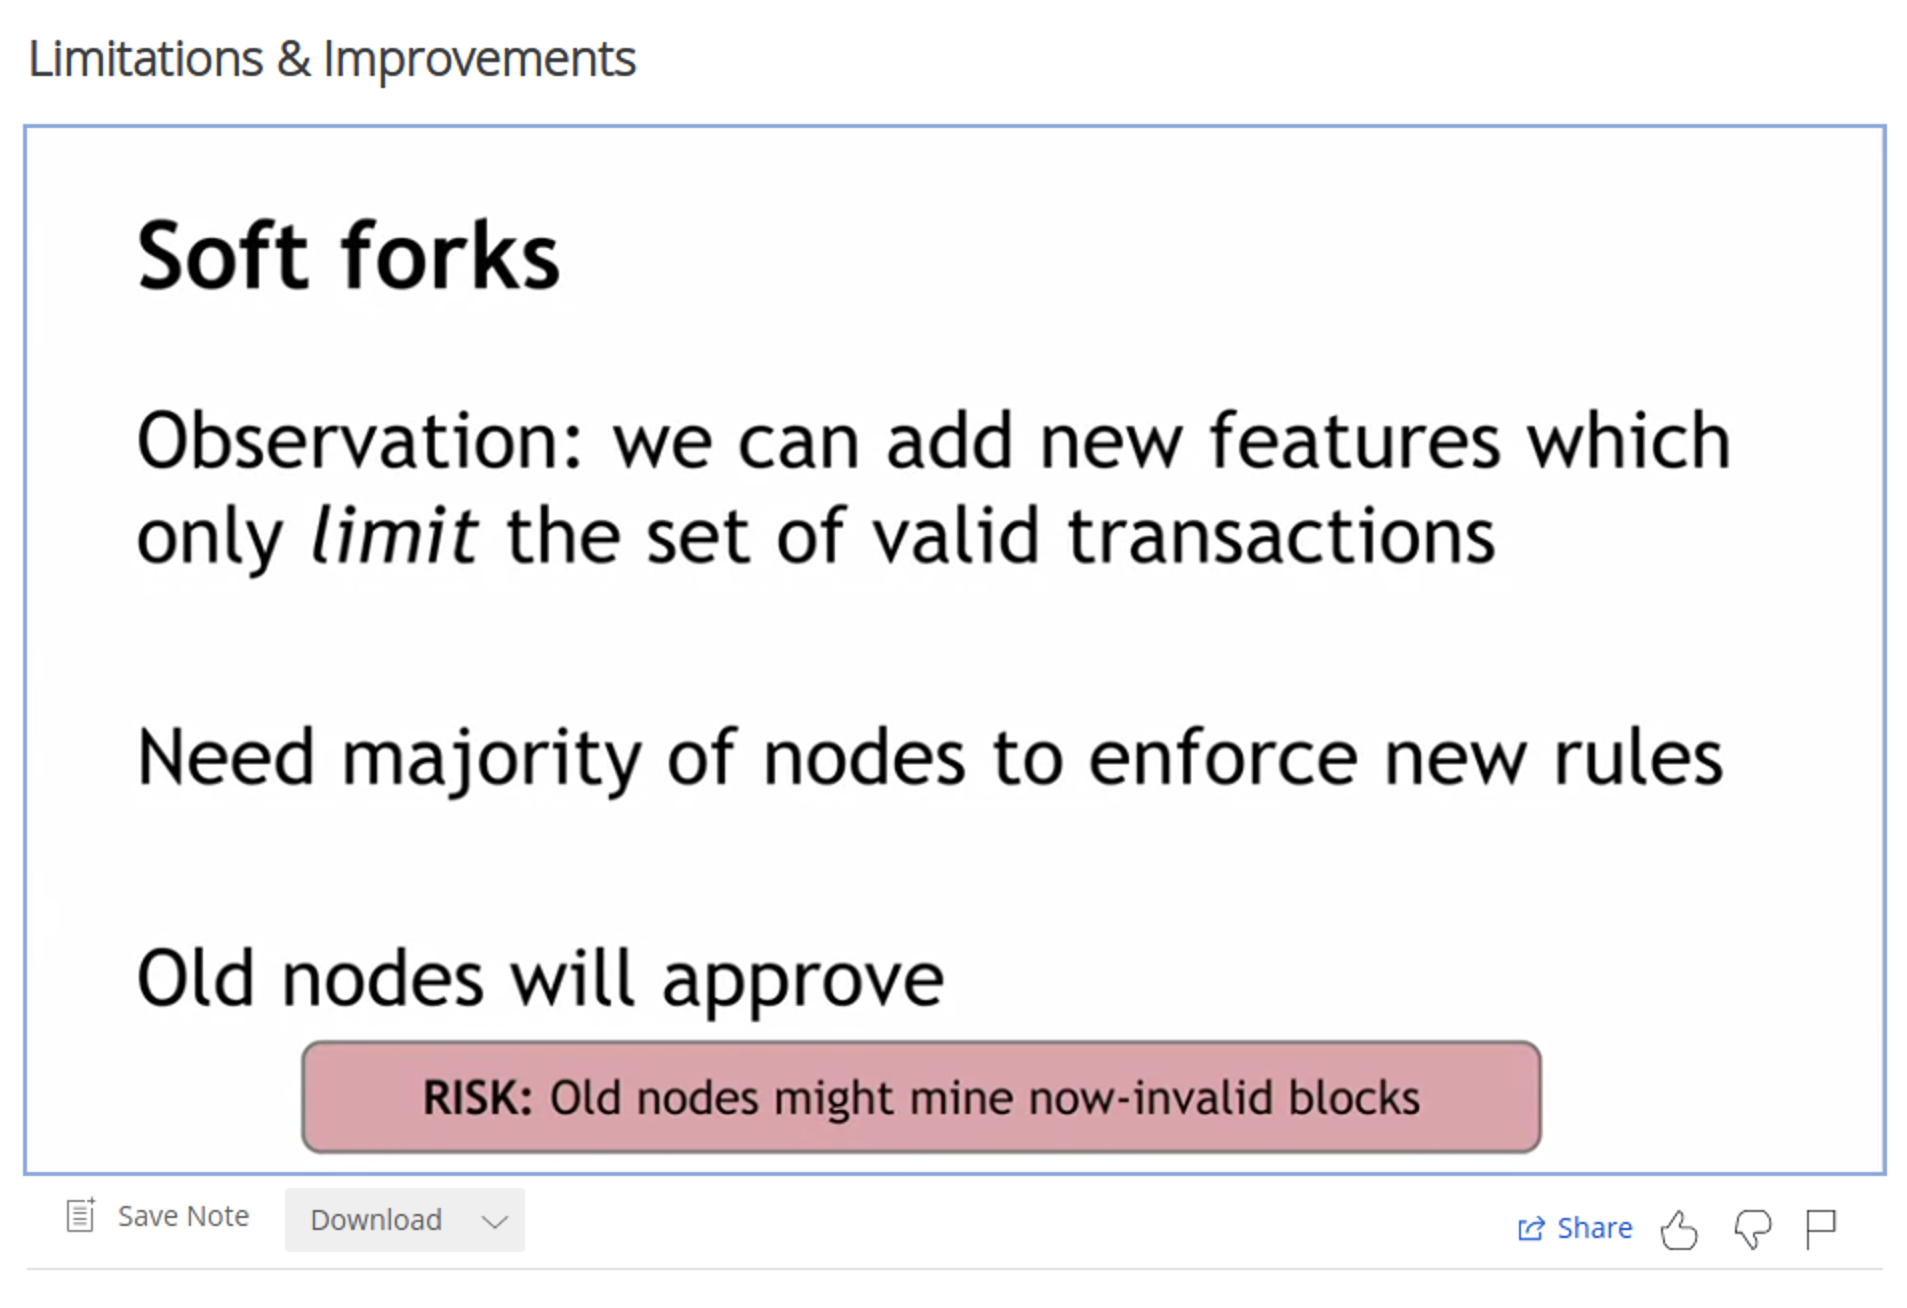 Limitations & Improvements
Soft forks
Observation: we can add new features which
only limit the set of valid transactions
Need majority of nodes to enforce new rules
Old nodes will approve
RISK: Old nodes might mine now-invalid blocks
Save Note
Download
Share